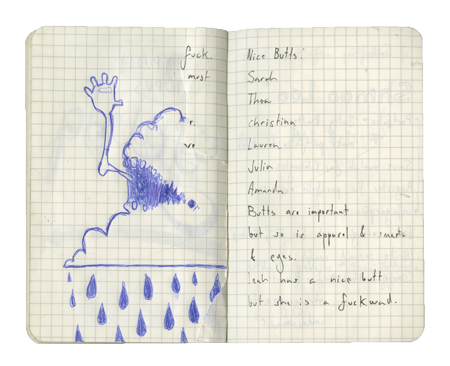 fuck.
most
r.
ve
Nice Butts:
Sarah
Thea
christina
Lauren
Julia
Amanda
Butts are important
but so is apparel & smarts
& eyes.
leah has a nice butt
but she is a fuckwad.